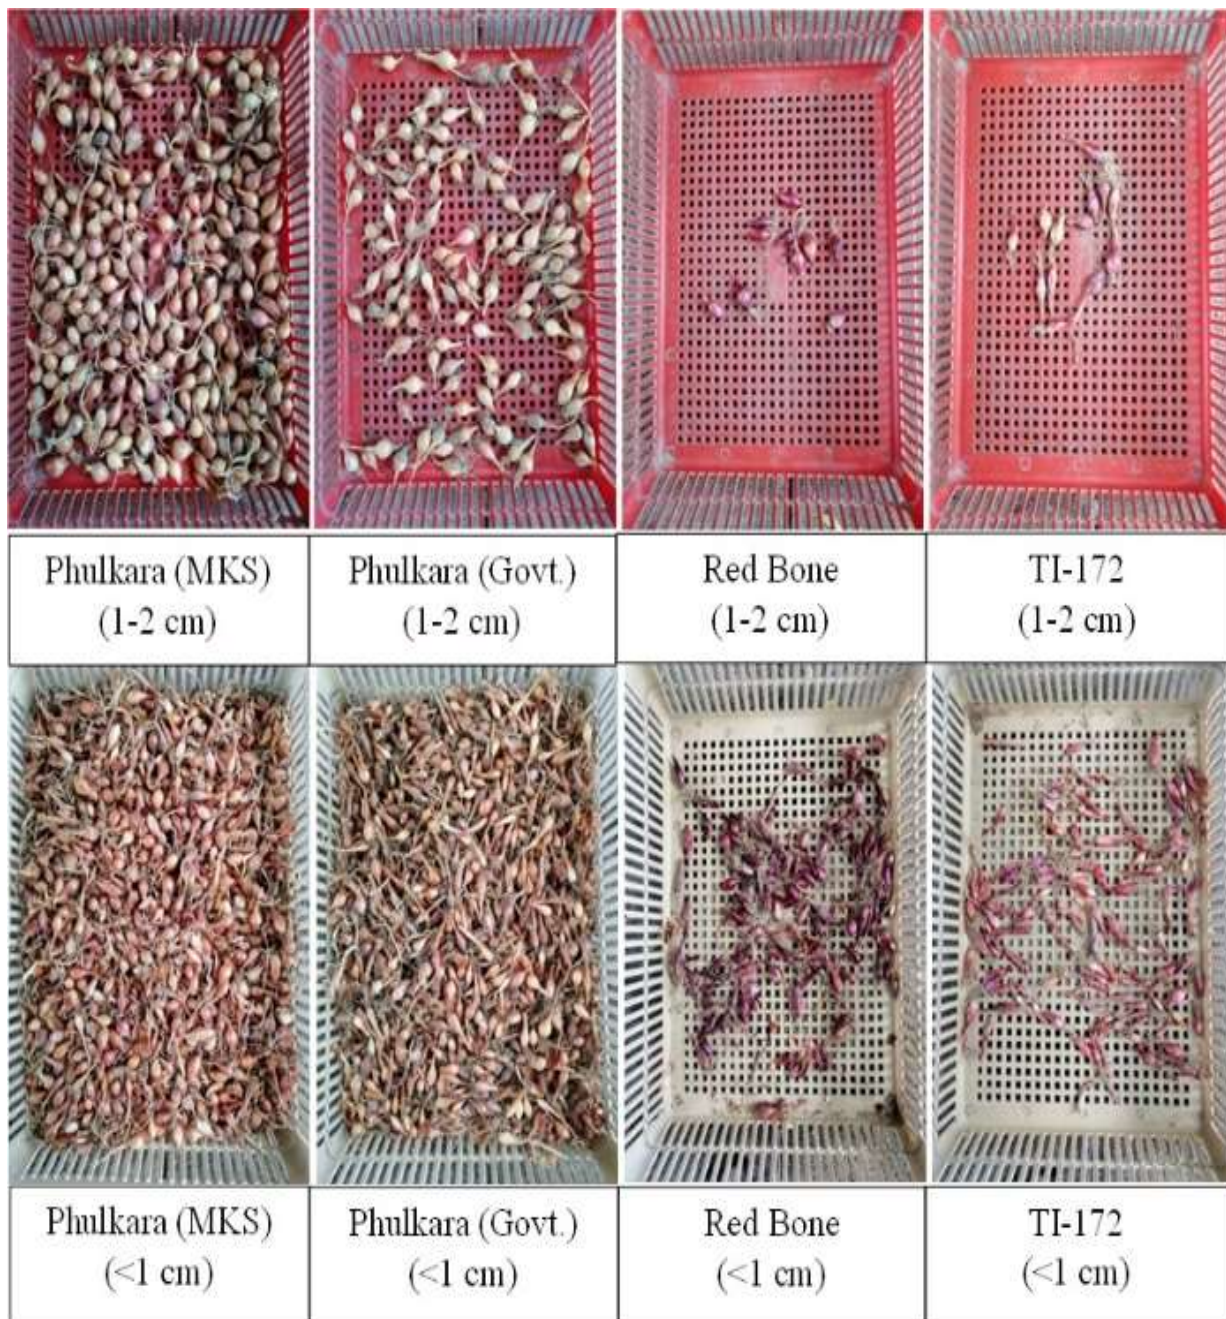 Phulkara (MKS)
(1-2 cm)
Phulkara (Govt.)
(1-2 cm)
Red Bone
(1-2 cm)
TI-172
(1-2 cm)
Phulkara (MKS)
(<1 cm)
Phulkara (Govt.)
(<1 cm)
Red Bone
(<1 cm)
TI-172
(<1 cm)